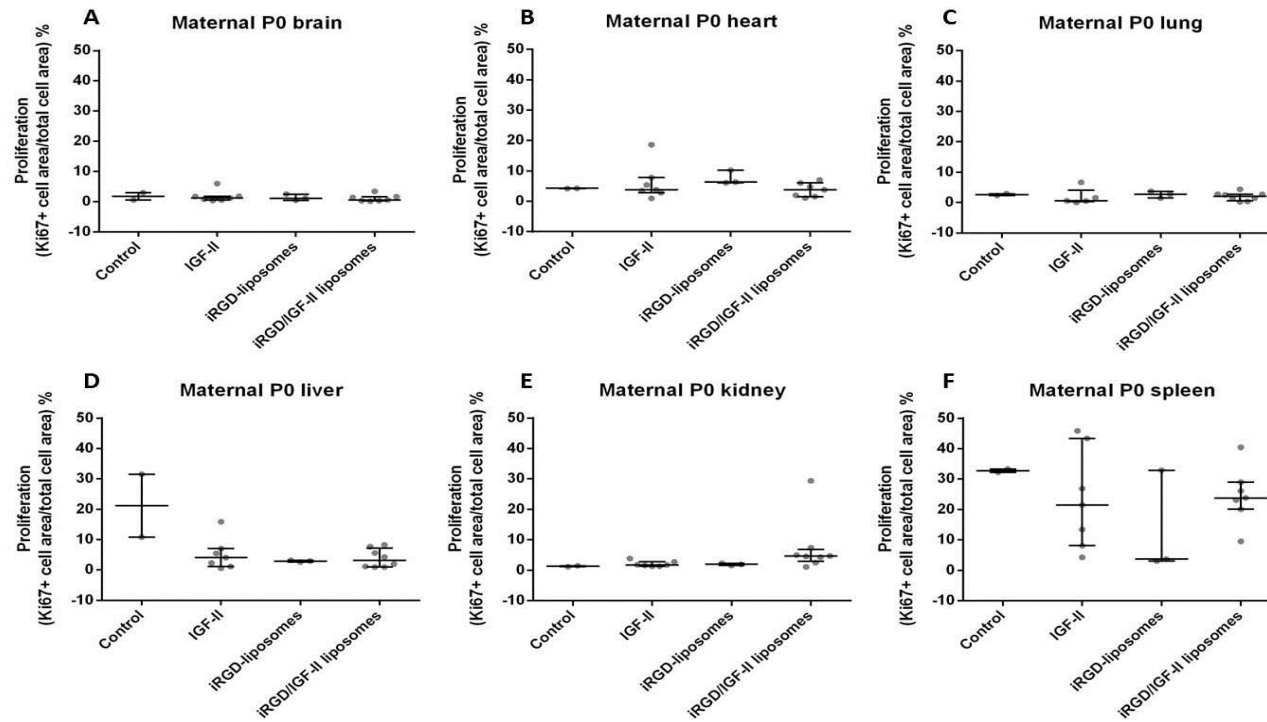 A
Maternal P0 brain
Proliferation
(Ki67+ cell area/total cell area) %
50
40
30
20
10
0
-10
Control
IGF-II
iRGD-liposomes
iRGD/IGF-II liposomes
B
Maternal P0 heart
Proliferation
(Ki67+ cell area/total cell area) %
50
40
30
20
10
0
-10
Control
IGF-II
iRGD-liposomes
iRGD/IGF-II liposomes
C
Maternal P0 lung
Proliferation
(Ki67+ cell area/total cell area) %
50
40
30
20
10
0
-10
Control
IGF-II
iRGD-liposomes
iRGD/IGF-II liposomes
D
Maternal P0 liver
Proliferation
(Ki67+ cell area/total cell area) %
50
40
30
20
10
0
-10
Control
IGF-II
iRGD-liposomes
iRGD/IGF-II liposomes
E
Maternal P0 kidney
Proliferation
(Ki67+ cell area/total cell area) %
50
40
30
20
10
0
-10
Control
IGF-II
iRGD-liposomes
iRGD/IGF-II liposomes
F
Maternal P0 spleen
Proliferation
(Ki67+ cell area/total cell area) %
50
40
30
20
10
0
-10
Control
IGF-II
iRGD-liposomes
iRGD/IGF-II liposomes